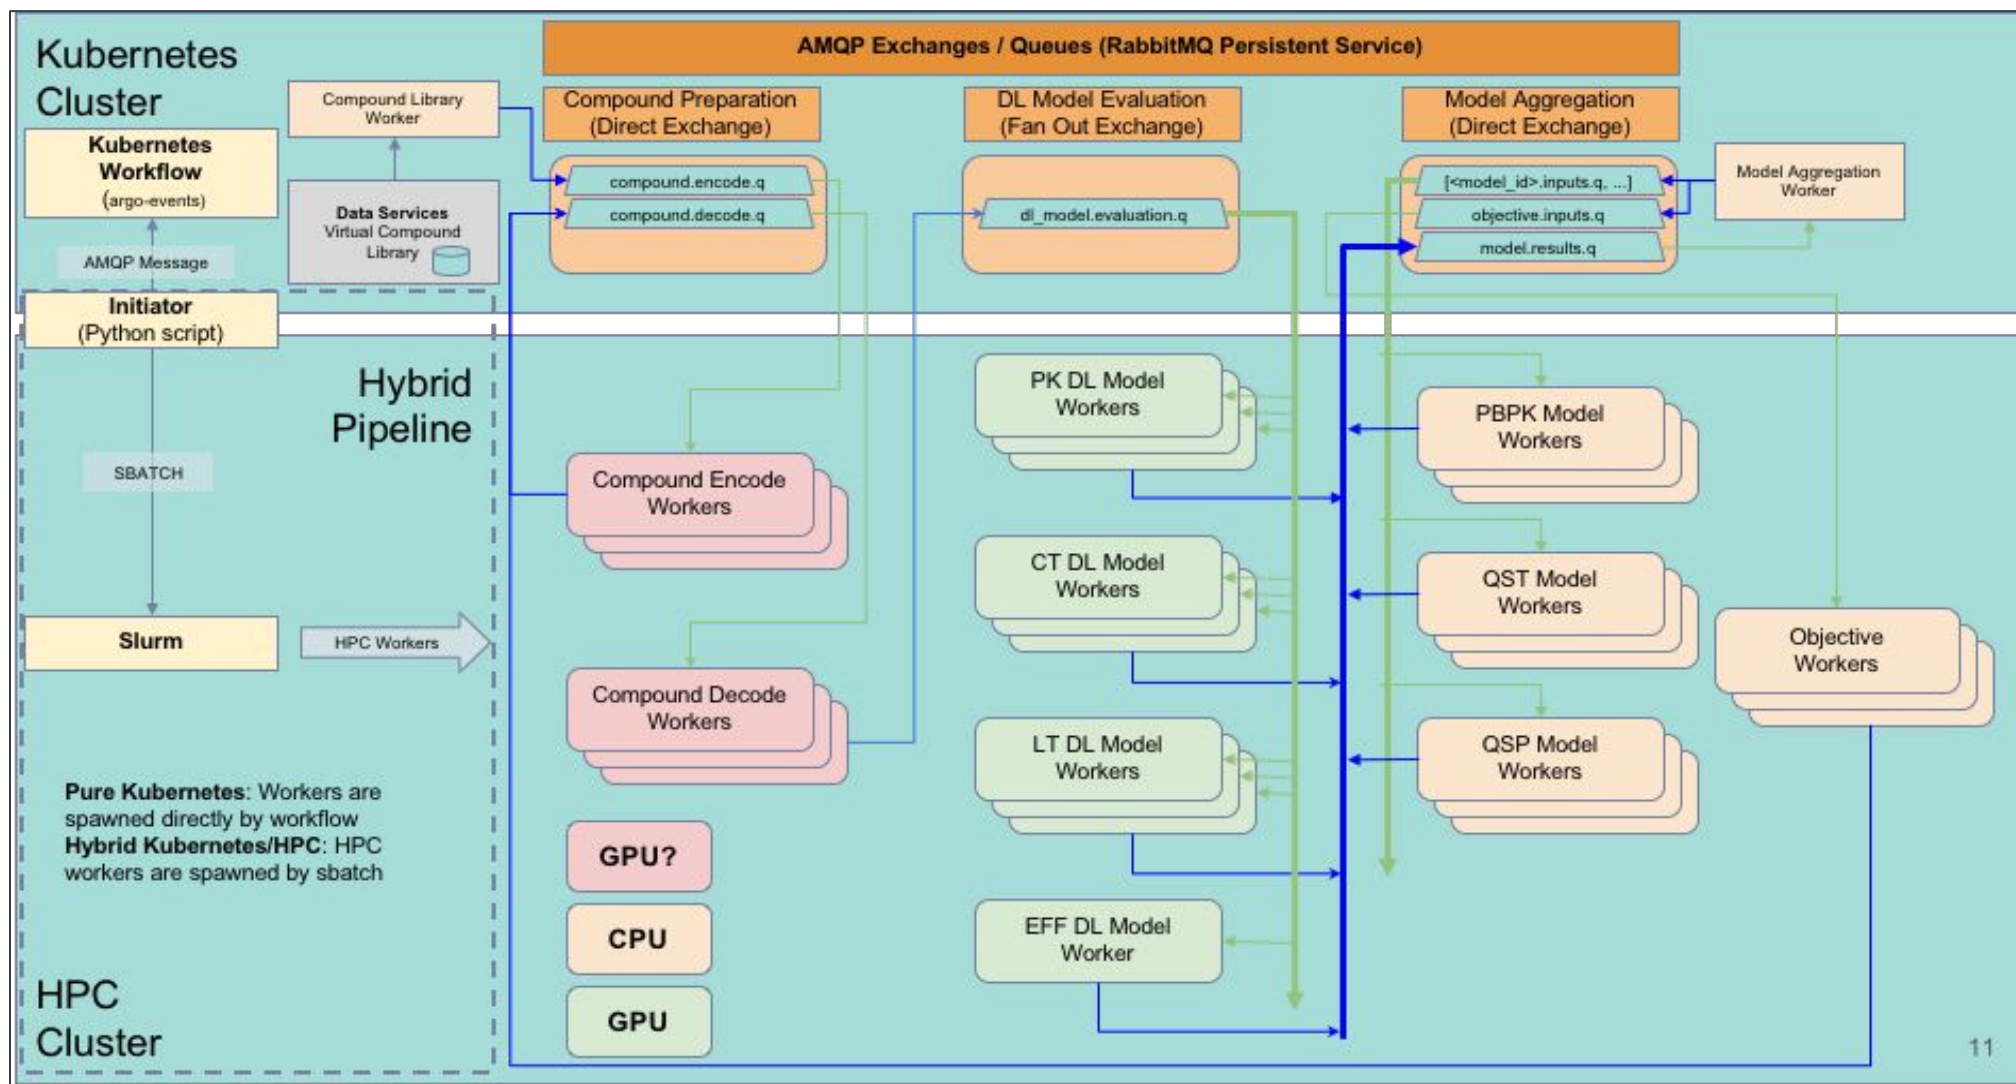 Kubernetes
Cluster
AMQP Exchanges / Queues (RabbitMQ Persistent Service)
Compound Library
Worker
Compound Preparation
(Direct Exchange)
DL Model Evaluation
(Fan Out Exchange)
Model Aggregation
(Direct Exchange)
Kubernetes
Workflow
(argo-events)
Data Services
Virtual Compound
Library
compound.encode.q
compound.decode.q
dl_model.evaluation.q
[<model_id>.inputs.q, ...]
objective.inputs.q
model.results.q
Model Aggregation
Worker
AMQP Message
Initiator
(Python script)
Hybrid
Pipeline
SBATCH
Slurm
HPC Workers
Compound Encode
Workers
Compound Decode
Workers
PK DL Model
Workers
CT DL Model
Workers
LT DL Model
Workers
EFF DL Model
Worker
PBPK Model
Workers
QST Model
Workers
QSP Model
Workers
Objective
Workers
Pure Kubernetes: Workers are
spawned directly by workflow
Hybrid Kubernetes/HPC: HPC
workers are spawned by sbatch
GPU?
CPU
GPU
HPC
Cluster
11